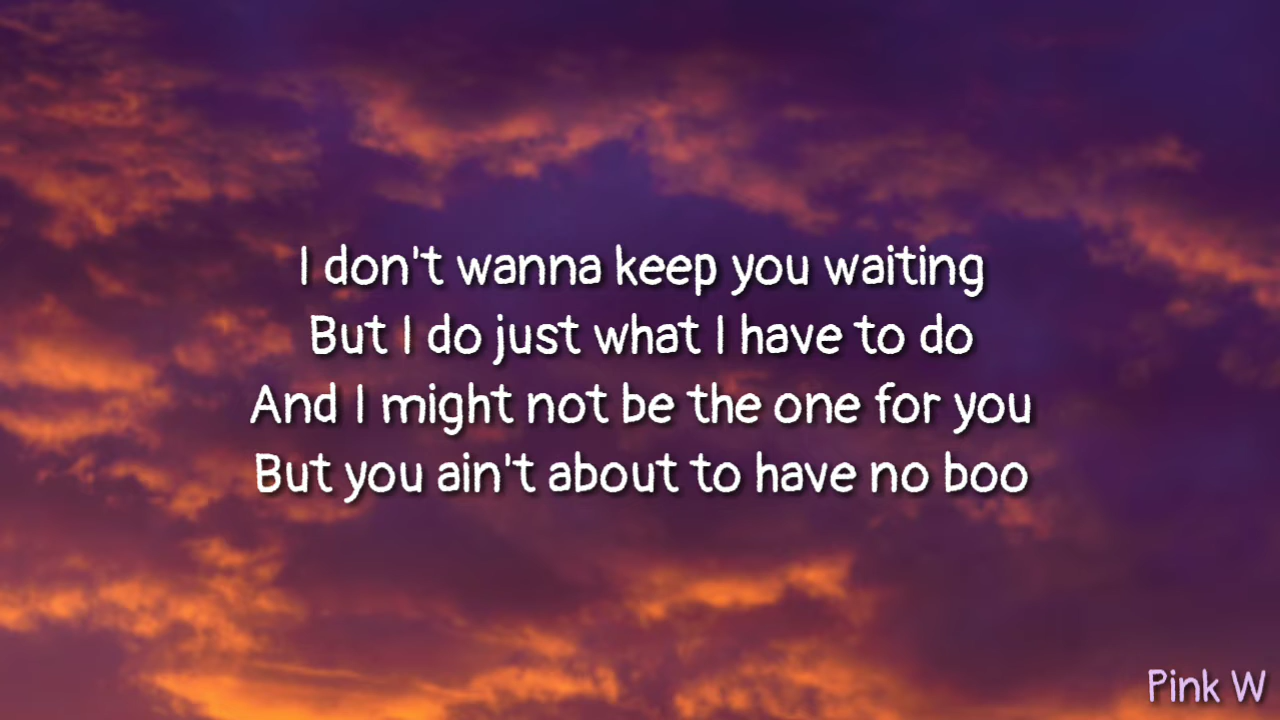 I don't wanna keep you waiting
But I do just what I have to do
And I might not be the one for you
But you ain't about to have no boo
Pink W